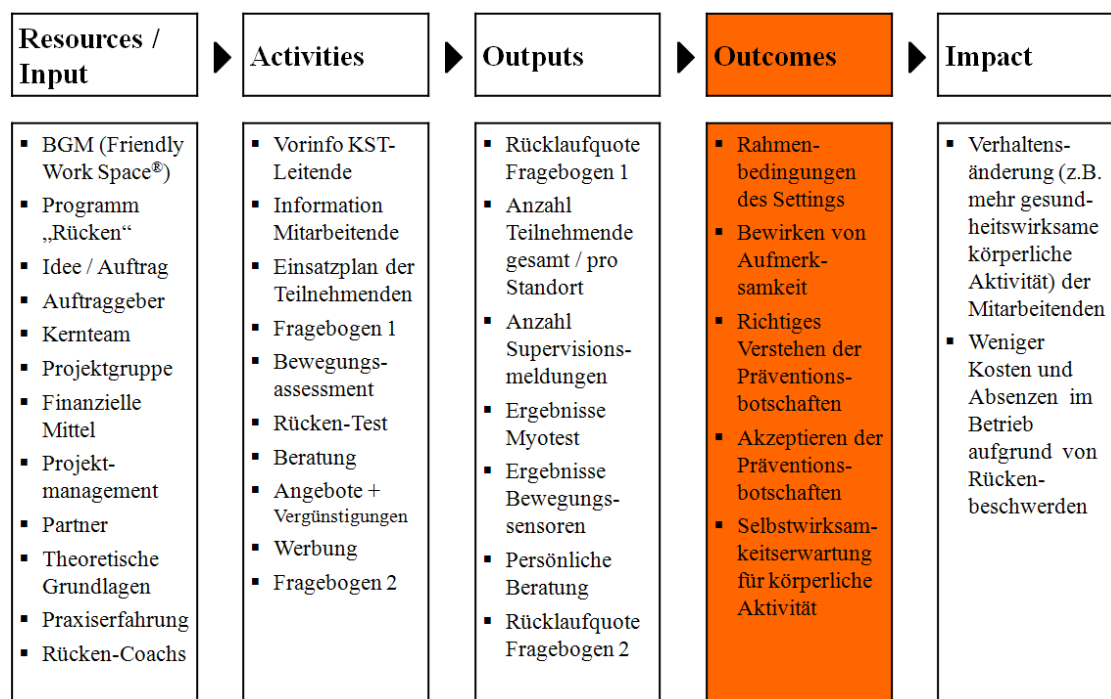 Resources /
Input
Activities
Outputs
Outcomes
Impact
▪ BGM (Friendly
Work Space®)
▪ Programm
„Rücken“
▪ Idee / Auftrag
▪ Auftraggeber
▪ Kernteam
▪ Projektgruppe
▪ Finanzielle
Mittel
▪ Projekt-
management
▪ Partner
▪ Theoretische
Grundlagen
▪ Praxiserfahrung
▪ Rücken-Coachs
▪ Vorinfo KST-
Leitende
▪ Information
Mitarbeitende
▪ Einsatzplan der
Teilnehmenden
▪ Fragebogen 1
▪ Bewegungs-
assessment
▪ Rücken-Test
▪ Beratung
▪ Angebote +
Vergünstigungen
▪ Werbung
▪ Fragebogen 2
▪ Rücklaufquote
Fragebogen 1
▪ Anzahl
Teilnehmende
gesamt / pro
Standort
▪ Anzahl
Supervisions-
meldungen
▪ Ergebnisse
Myotest
▪ Ergebnisse
Bewegungs-
sensoren
▪ Persönliche
Beratung
▪ Rücklaufquote
Fragebogen 2
▪ Rahmen-
bedingungen
des Settings
▪ Bewirken von
Aufmerk-
samkeit
▪ Richtiges
Verstehen der
Präventions-
botschaften
▪ Akzeptieren der
Präventions-
botschaften
▪ Selbstwirksam-
keitserwartung
für körperliche
Aktivität
▪ Verhaltens-
änderung (z.B.
mehr gesund-
heitswirksame
körperliche
Aktivität) der
Mitarbeitenden
▪ Weniger
Kosten und
Absenzen im
Betrieb
aufgrund von
Rücken-
beschwerden